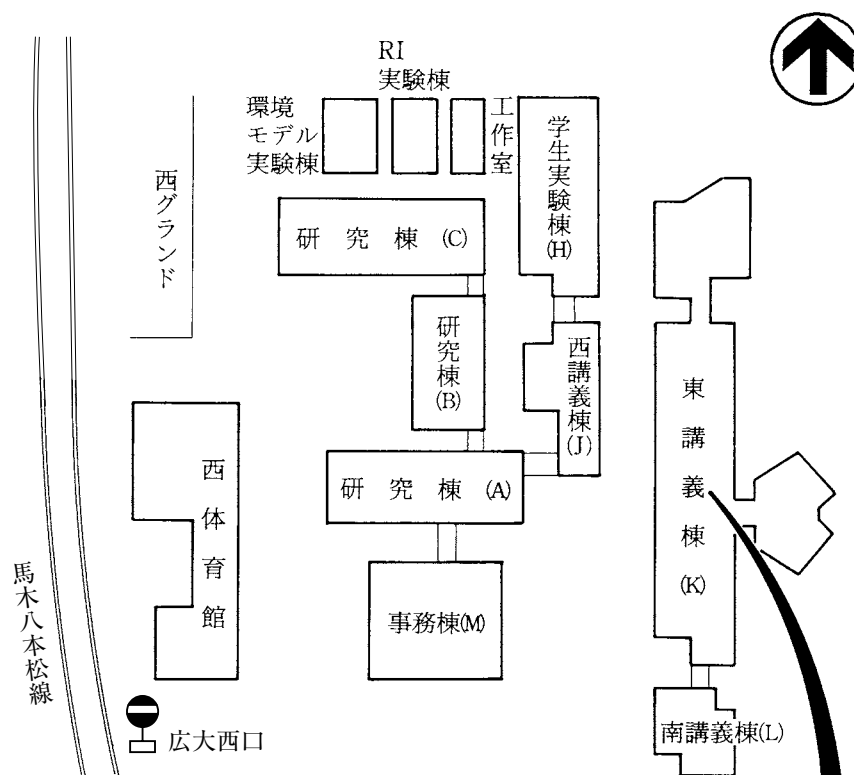 RI
実験棟
環境
モデル
実験棟
工作室
学生実験棟(H)
西グランド
研究棟(C)
研究棟(B)
西講義棟(J)
東講義棟(K)
研究棟(A)
西体育館
事務棟(M)
馬木八本松線
広大西口
南講義棟(L)